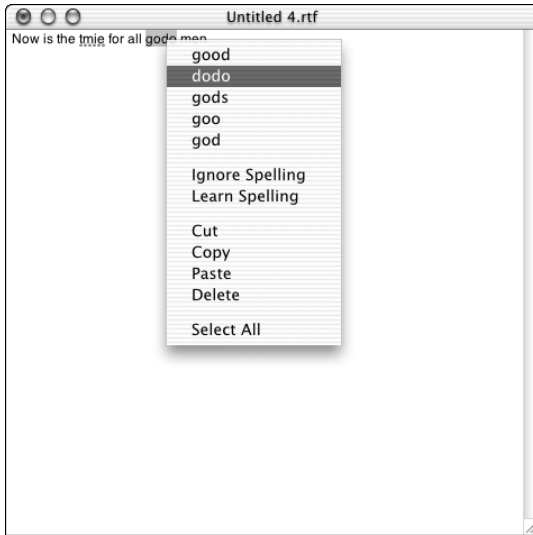 Untitled 4.rtf
Now is the tmie for all godo men
good
dodo
gods
goo
god
Ignore Spelling
Learn Spelling
Cut
Copy
Paste
Delete
Select All